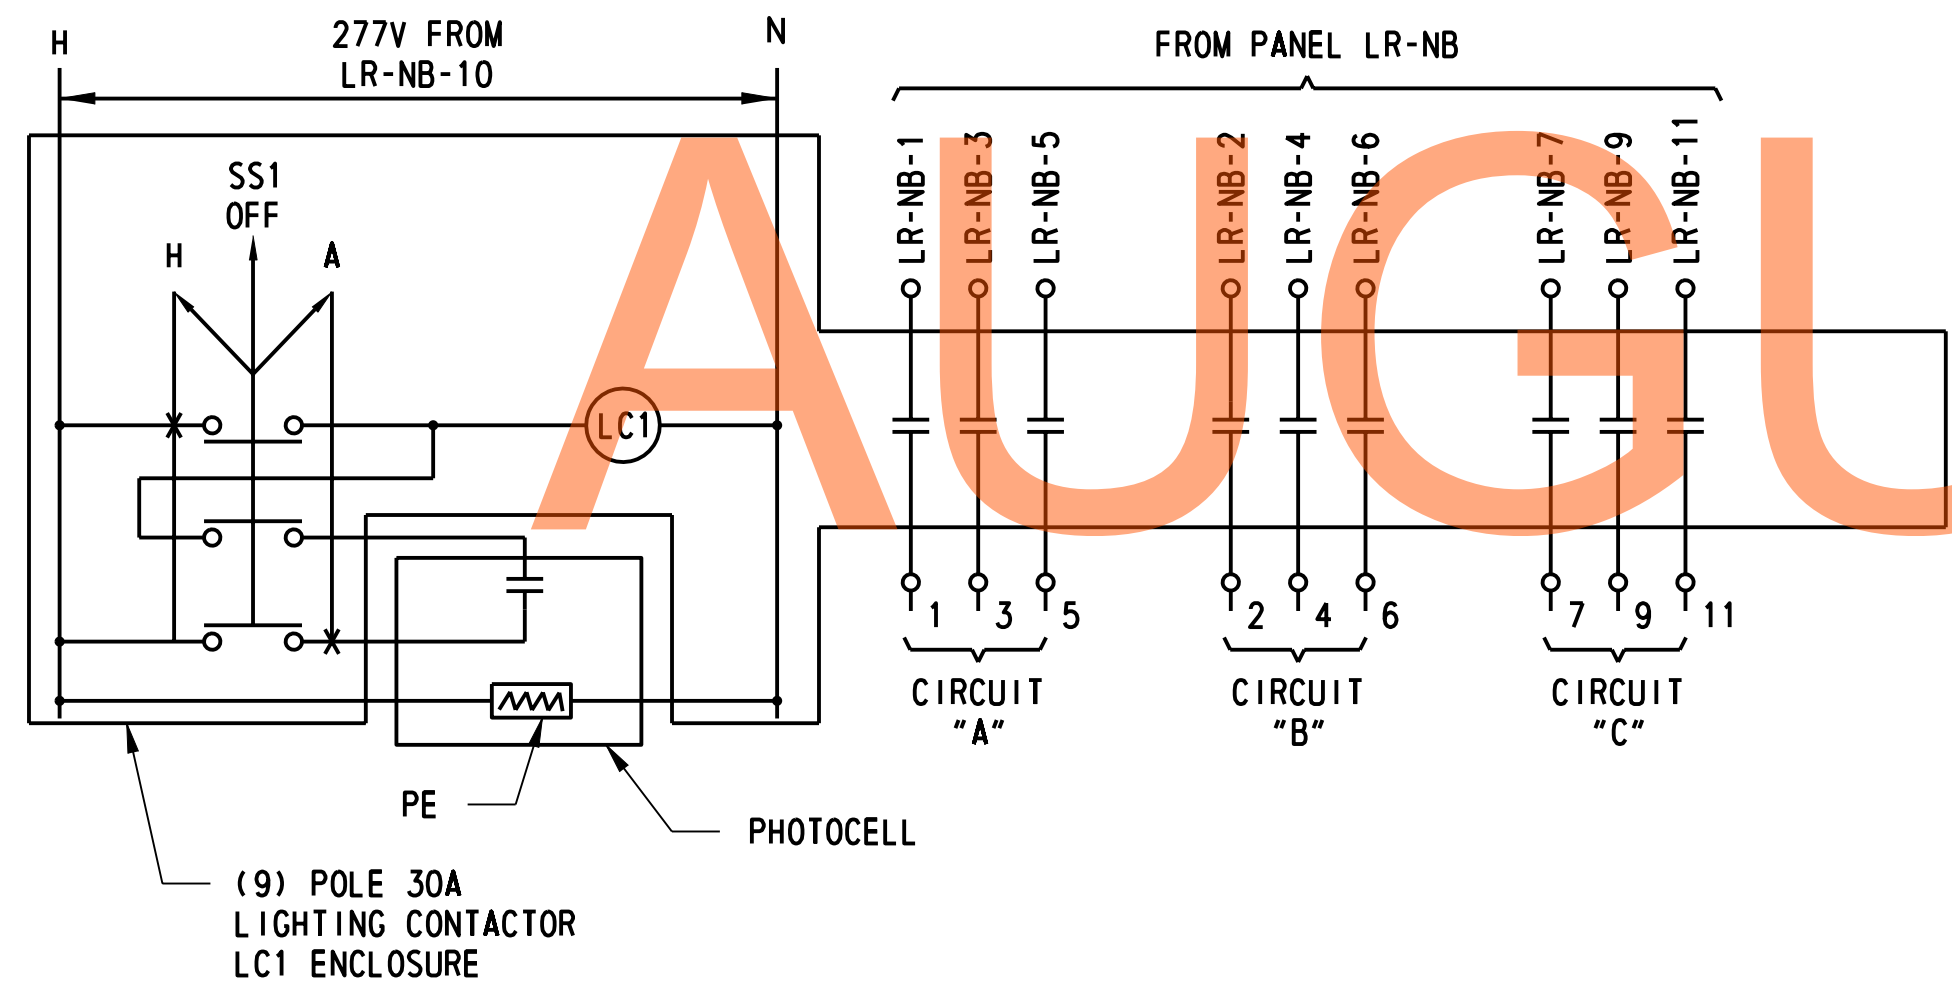 H
277V FROM
LR-NB-10
N
FROM PANEL LR-NB
SS1
OFF
H
A
LR-NB-1
LR-NB-3
LR-NB-5
LR-NB-2
LR-NB-4
LR-NB-6
LR-NB-7
LR-NB-9
LR-NB-11
LC1
1
3
5
2
4
6
7
9
11
CIRCUIT
"A"
CIRCUIT
"B"
CIRCUIT
"C"
PE
PHOTOCELL
(9) POLE 30A
LIGHTING CONTACTOR
LC1 ENCLOSURE